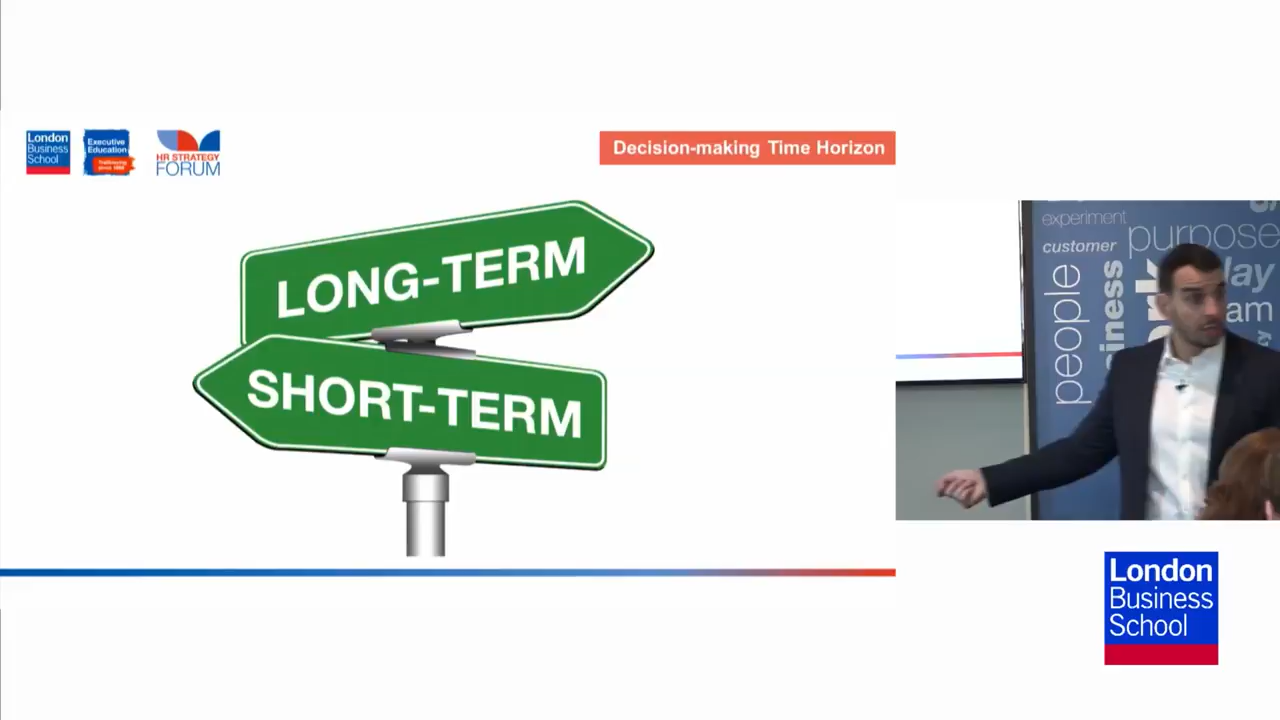 London
Business
School
Executive
Education
HR STRATEGY
FORUM
Decision-making Time Horizon
LONG-TERM
SHORT-TERM
experiment
customer
purpose
people
London
Business
School